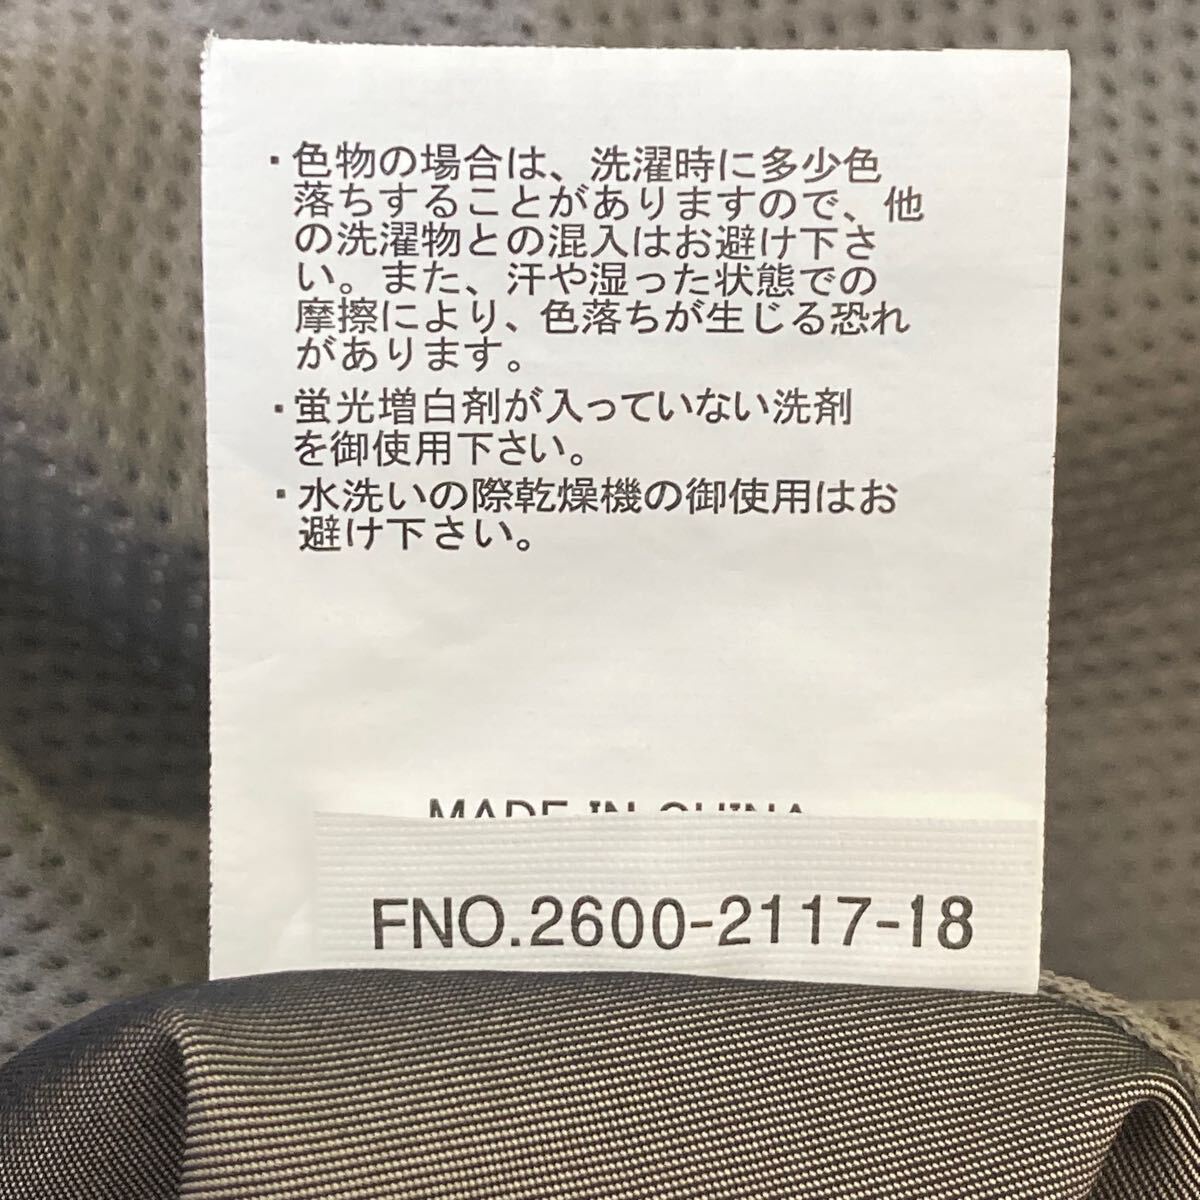 ・色物の場合は、洗濯時に多少色
落ちすることがありますので、他
の洗濯物との混入はお避け下さ
い。また、汗や湿った状態での
摩擦により、色落ちが生じる恐れ
があります。
・蛍光増白剤が入っていない洗剤
を御使用下さい。
・水洗いの際乾燥機の御使用はお
避け下さい。
MADE IN CHINA
FNO.2600-2117-18